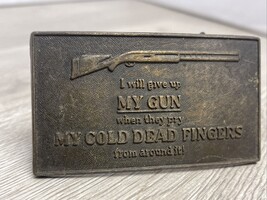 I will give up
MY GUN
when they pry
MY COLD DEAD FINGERS
from around it!